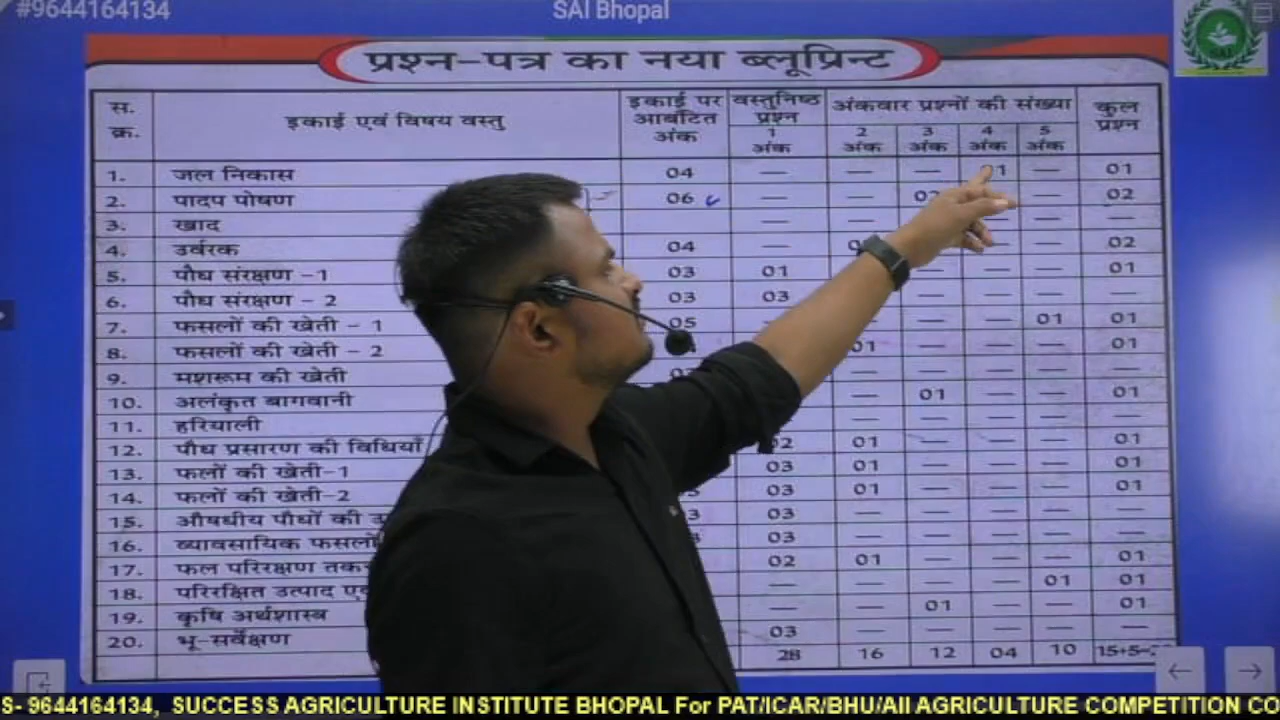 #9644164134
SAI Bhopal
प्रश्न-पत्र का नया ब्लूप्रिन्ट
स. क्र. इकाई एवं विषय वस्तु इकाई पर आबंटित अंक वस्तुनिष्ठ प्रश्न अंकवार प्रश्नों की संख्या कुल प्रश्न
1 अंक 2 अंक 3 अंक 4 अंक 5 अंक
1. जल निकास 04 — — — 01 — 01
2. पादप पोषण 06 — — — 02
3. खाद — — — —
4. उर्वरक 04 — — — 02
5. पौध संरक्षण -1 03 01 — — 01
6. पौध संरक्षण - 2 03 03 — — — —
7. फसलों की खेती - 1 05 — — — 01 01
8. फसलों की खेती - 2 01 — — — 01
9. मशरूम की खेती — — — — —
10. अलंकृत बागवानी — 01 — — 01
11. हरियाली — — — — —
12. पौध प्रसारण की विधियाँ 01 — — — 01
13. फलों की खेती-1 03 01 — — — 01
14. फलों की खेती-2 03 01 — — — 01
15. औषधीय पौधों की 03 — — — — —
16. व्यावसायिक 03 — — — — —
17. फल परिरक्षण 02 01 — — — 01
18. परिरक्षित उत्पाद — — — — 01 01
19. कृषि अर्थशास्त्र — — 01 — — 01
20. भू-सर्वेक्षण 03 — — — — —
28 16 12 04 10
S- 9644164134, SUCCESS AGRICULTURE INSTITUTE BHOPAL For PAT/ICAR/BHU/All AGRICULTURE COMPETITION CO